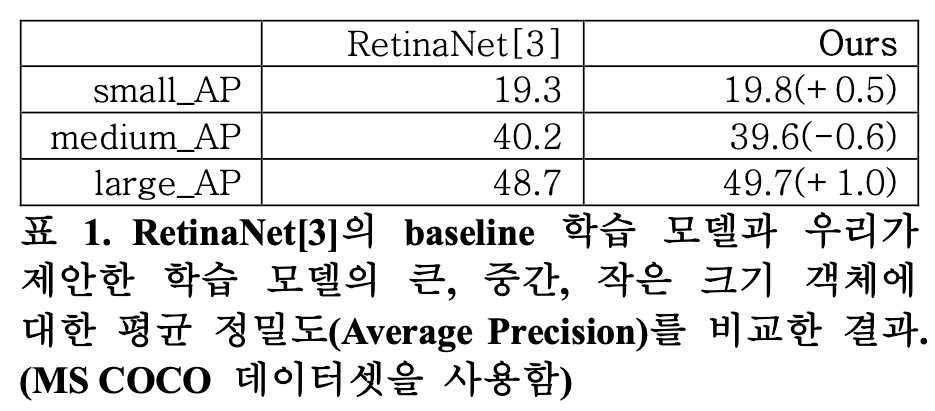 RetinaNet[3] Ours
small_AP 19.3 19.8(+0.5)
medium_AP 40.2 39.6(-0.6)
large_AP 48.7 49.7(+1.0)
표 1. RetinaNet[3]의 baseline 학습 모델과 우리가
제안한 학습 모델의 큰, 중간, 작은 크기 객체에
대한 평균 정밀도(Average Precision)를 비교한 결과.
(MS COCO 데이터셋을 사용함)